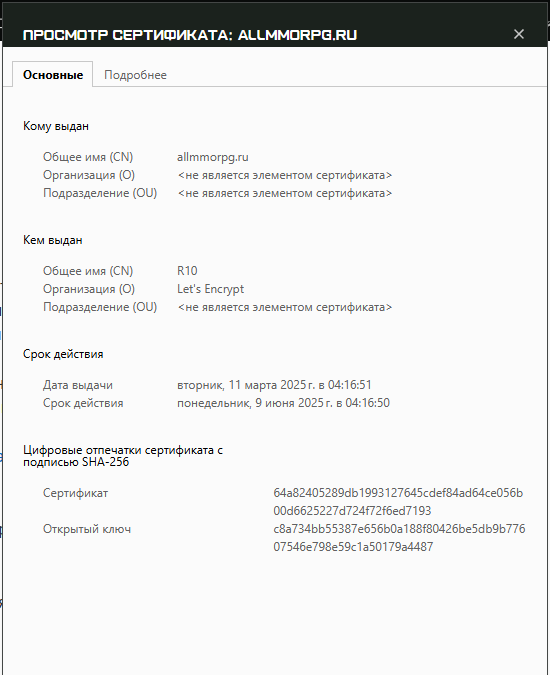 ПРОСМОТР СЕРТИФИКАТА: ALLMMORPG.RU
Основные Подробнее
Кому выдан
Общее имя (CN) allmmorpg.ru
Организация (O) <не является элементом сертификата>
Подразделение (OU) <не является элементом сертификата>
Кем выдан
Общее имя (CN) R10
Организация (O) Let's Encrypt
Подразделение (OU) <не является элементом сертификата>
Срок действия
Дата выдачи вторник, 11 марта 2025 г. в 04:16:51
Срок действия понедельник, 9 июня 2025 г. в 04:16:50
Цифровые отпечатки сертификата с
подписью SHA-256
Сертификат 64a82405289db1993127645cdef84ad64ce056b
00d6625227d724f72f6ed7193
Открытый ключ c8a734bb55387e656b0a188f80426be5db9b776
07546e798e59c1a50179a4487